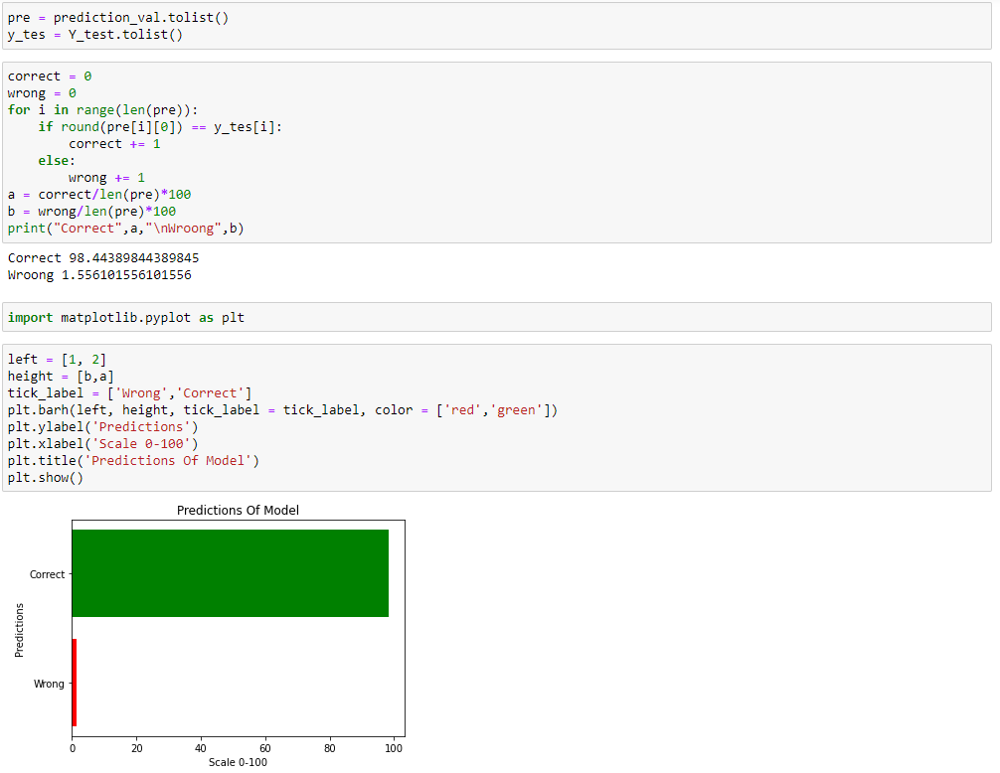 pre = prediction_val.tolist()
y_tes = Y_test.tolist()
correct = 0
wrong = 0
for i in range(len(pre)):
    if round(pre[i][0]) == y_tes[i]:
        correct += 1
    else:
        wrong += 1
a = correct/len(pre)*100
b = wrong/len(pre)*100
print("Correct",a,"\nWroong",b)
Correct 98.44389844389845
Wroong 1.556101556101556
import matplotlib.pyplot as plt
left = [1, 2]
height = [b,a]
tick_label = ['Wrong','Correct']
plt.barh(left, height, tick_label = tick_label, color = ['red','green'])
plt.ylabel('Predictions')
plt.xlabel('Scale 0-100')
plt.title('Predictions Of Model')
plt.show()
Predictions Of Model
Correct
Predictions
Wrong
0 20 40 60 80 100
Scale 0-100